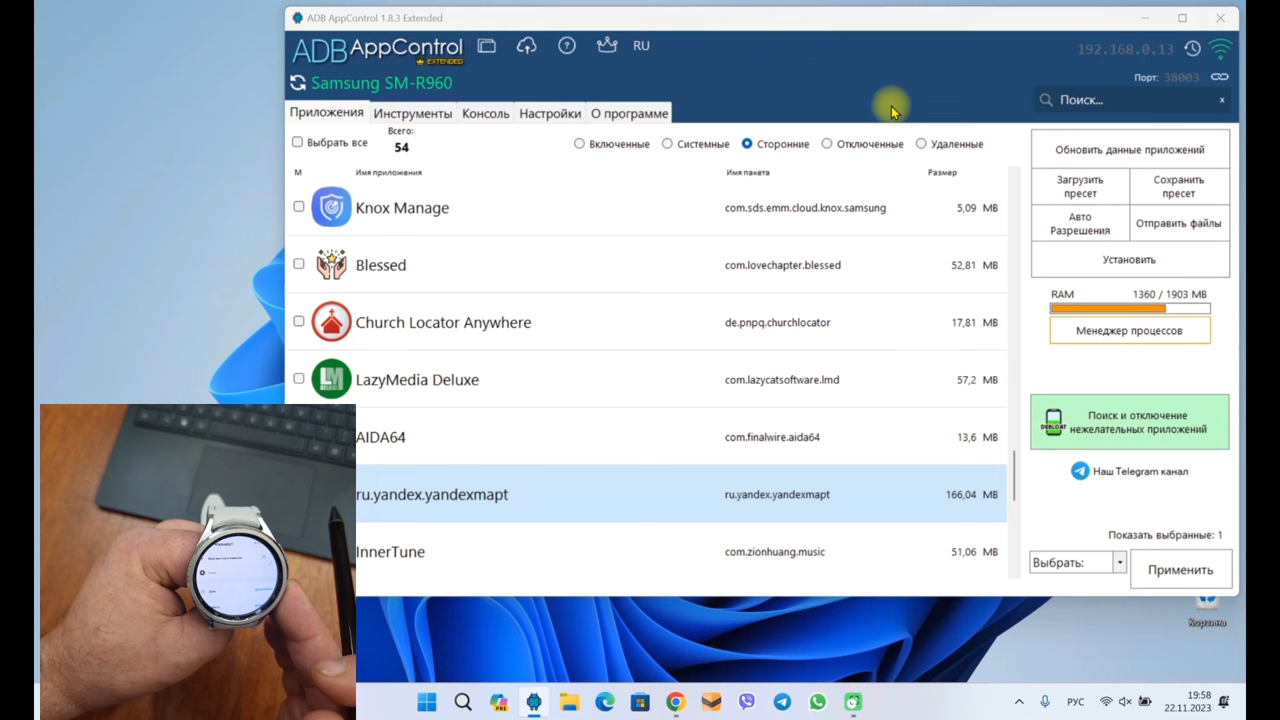 ADB AppControl 1.8.3 Extended
ADB AppControl
EXTENDED
RU
192.168.0.13
Samsung SM-R960
Порт: 38003
Поиск...
x
Приложения
Инструменты
Консоль
Настройки
О программе
Выбрать все
Всего:
54
Включенные
Системные
Сторонние
Отключенные
Удаленные
М
Имя приложения
Имя пакета
Размер
Knox Manage
com.sds.emm.cloud.knox.samsung
5,09 MB
Blessed
com.lovechapter.blessed
52,81 MB
Church Locator Anywhere
de.pnpq.churchlocator
17,81 MB
LM
DELUXE
LazyMedia Deluxe
com.lazycatsoftware.lmd
57,2 MB
AIDA64
com.finalwire.aida64
13,6 MB
ru.yandex.yandexmapt
ru.yandex.yandexmapt
166,04 MB
InnerTune
com.zionhuang.music
51,06 MB
Обновить данные приложений
Загрузить
пресет
Сохранить
пресет
Авто
Разрешения
Отправить файлы
Установить
RAM
1360 / 1903 MB
Менеджер процессов
DEBLOAT
Поиск и отключение
нежелательных приложений
Наш Telegram канал
Показать выбранные: 1
Выбрать:
Применить
Корзина
PRE
РУС
19:58
22.11.2023